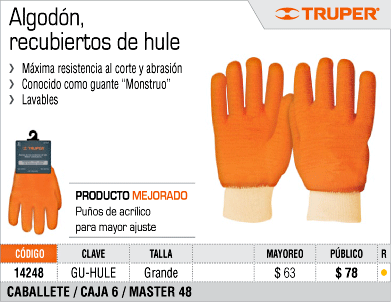 Algodón,
recubiertos de hule
TRUPER
Máxima resistencia al corte y abrasión
Conocido como guante “Monstruo”
Lavables
TRUPER
PRODUCTO MEJORADO
Puños de acrílico
para mayor ajuste
CÓDIGO CLAVE TALLA MAYOREO PÚBLICO R
14248 GU-HULE Grande $ 63 $ 78
CABALLETE / CAJA 6 / MASTER 48